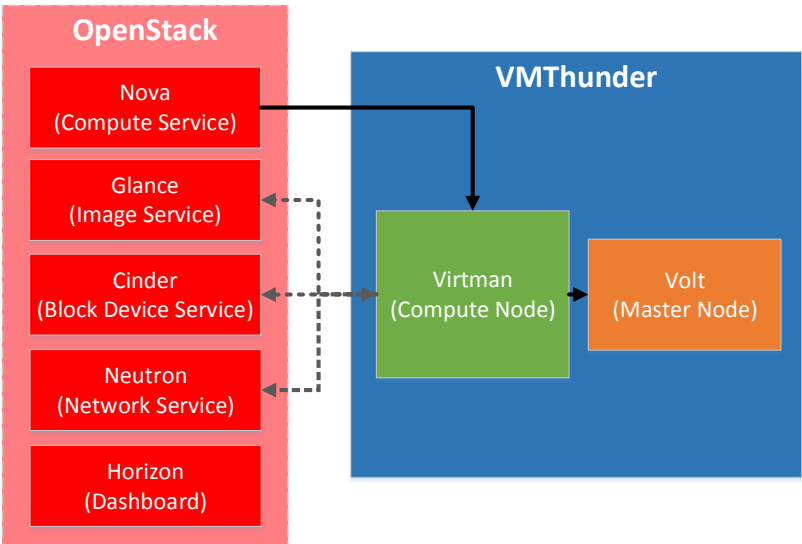 OpenStack
Nova
(Compute Service)
Glance
(Image Service)
Cinder
(Block Device Service)
Neutron
(Network Service)
Horizon
(Dashboard)
VMThunder
Virtman
(Compute Node)
Volt
(Master Node)